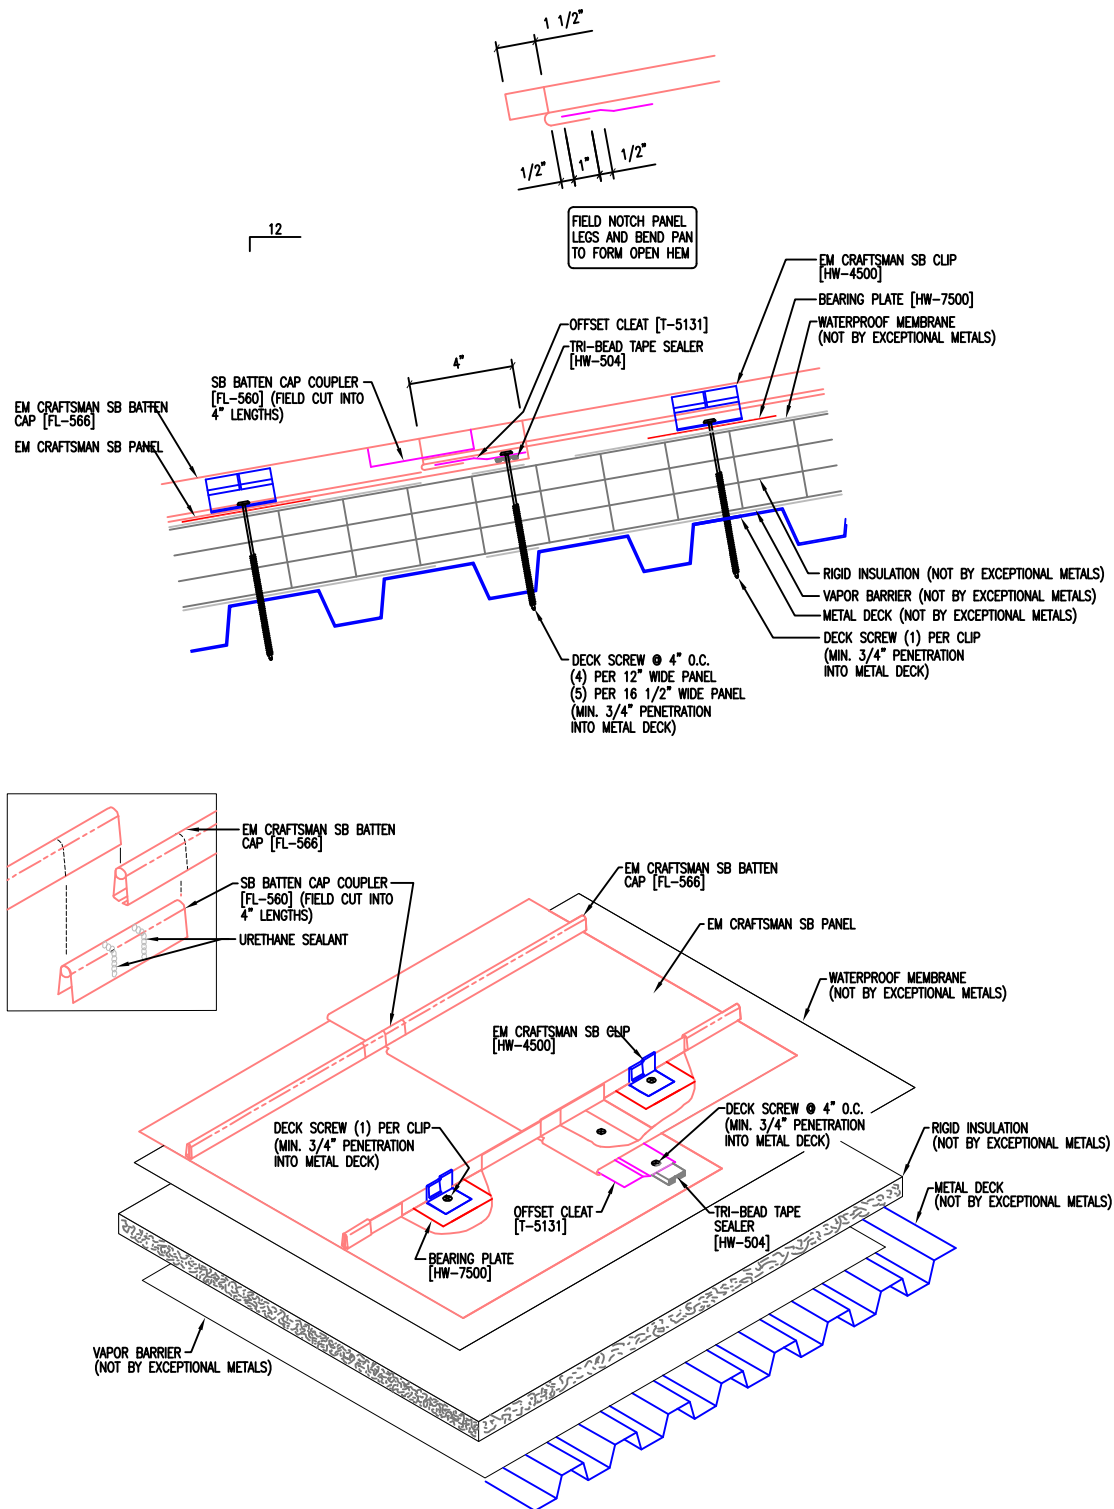 1 1/2"
1/2"
1"
1/2"
FIELD NOTCH PANEL
LEGS AND BEND PAN
TO FORM OPEN HEM
12
EM CRAFTSMAN SB CLIP
[HW-4500]
BEARING PLATE [HW-7500]
WATERPROOF MEMBRANE
(NOT BY EXCEPTIONAL METALS)
OFFSET CLEAT [T-5131]
TRI-BEAD TAPE SEALER
[HW-504]
4"
SB BATTEN CAP COUPLER
[FL-560] (FIELD CUT INTO
4" LENGTHS)
EM CRAFTSMAN SB BATTEN
CAP [FL-566]
EM CRAFTSMAN SB PANEL
RIGID INSULATION (NOT BY EXCEPTIONAL METALS)
VAPOR BARRIER (NOT BY EXCEPTIONAL METALS)
METAL DECK (NOT BY EXCEPTIONAL METALS)
DECK SCREW (1) PER CLIP
(MIN. 3/4" PENETRATION
INTO METAL DECK)
DECK SCREW @ 4" O.C.
(4) PER 12" WIDE PANEL
(5) PER 16 1/2" WIDE PANEL
(MIN. 3/4" PENETRATION
INTO METAL DECK)
EM CRAFTSMAN SB BATTEN
CAP [FL-566]
SB BATTEN CAP COUPLER
[FL-560] (FIELD CUT INTO
4" LENGTHS)
URETHANE SEALANT
EM CRAFTSMAN SB BATTEN
CAP [FL-566]
EM CRAFTSMAN SB PANEL
WATERPROOF MEMBRANE
(NOT BY EXCEPTIONAL METALS)
EM CRAFTSMAN SB CLIP
[HW-4500]
DECK SCREW @ 4" O.C.
(MIN. 3/4" PENETRATION
INTO METAL DECK)
DECK SCREW (1) PER CLIP
(MIN. 3/4" PENETRATION
INTO METAL DECK)
RIGID INSULATION
(NOT BY EXCEPTIONAL METALS)
METAL DECK
(NOT BY EXCEPTIONAL METALS)
OFFSET CLEAT
[T-5131]
TRI-BEAD TAPE
SEALER
[HW-504]
BEARING PLATE
[HW-7500]
VAPOR BARRIER
(NOT BY EXCEPTIONAL METALS)